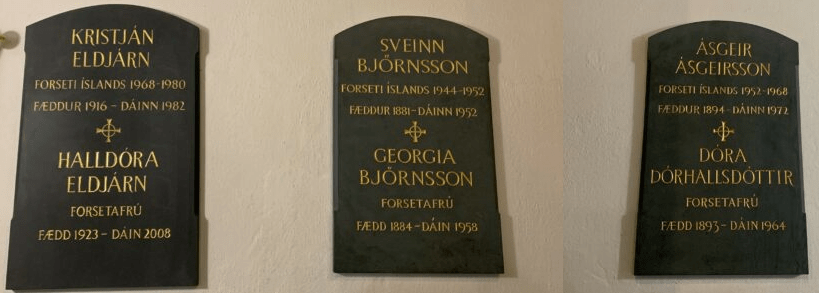 KRISTJÁN
ELDJÁRN
FORSETI ÍSLANDS 1968-1980
FÆDDUR 1916 - DÁINN 1982
HALLDÓRA
ELDJÁRN
FORSETAFRÚ
FÆDD 1923 - DÁIN 2008
SVEINN
BJÖRNSSON
FORSETI ÍSLANDS 1944-1952
FÆDDUR 1881-DÁINN 1952
GEORGIA
BJÖRNSSON
FORSETAFRÚ
FÆDD 1884-DÁIN 1958
ÁSGEIR
ÁSGEIRSSON
FORSETI ÍSLANDS 1952-1968
FÆDDUR 1894-DÁINN 1972
DÓRA
ÞÓRHALLSDÓTTIR
FORSETAFRÚ
FÆDD 1893-DÁIN 1964